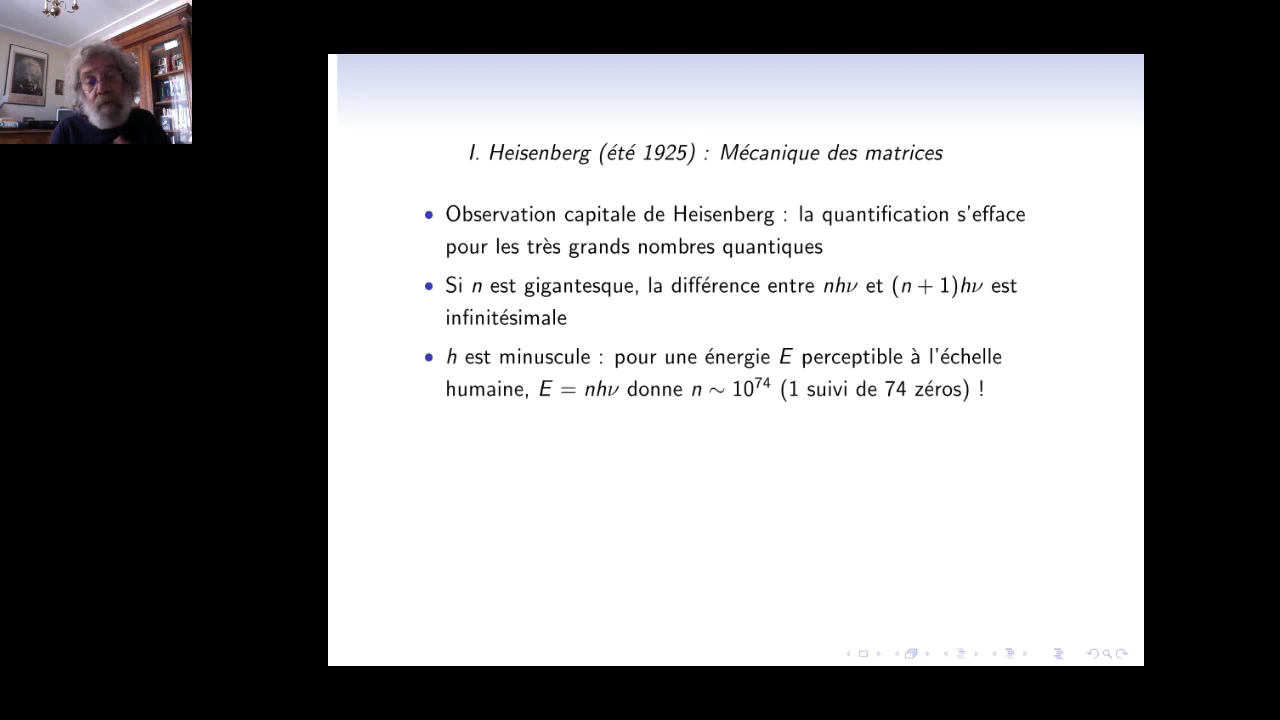 I. Heisenberg (été 1925) : Mécanique des matrices
• Observation capitale de Heisenberg : la quantification s'efface
pour les très grands nombres quantiques
• Si n est gigantesque, la différence entre nhν et (n + 1)hν est
infinitésimale
• h est minuscule : pour une énergie E perceptible à l'échelle
humaine, E = nhν donne n ∼ 10⁷⁴ (1 suivi de 74 zéros) !